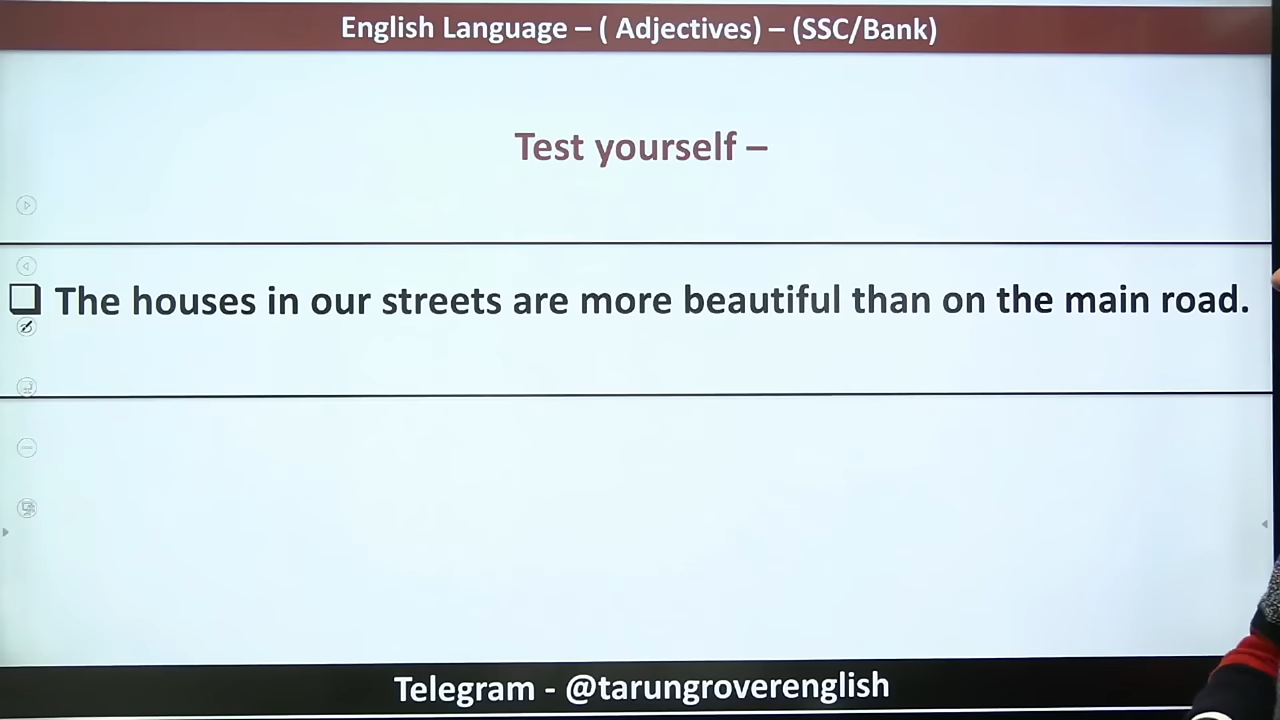 English Language – ( Adjectives) – (SSC/Bank)
Test yourself –
❑ The houses in our streets are more beautiful than on the main road.
Telegram - @tarungroverenglish